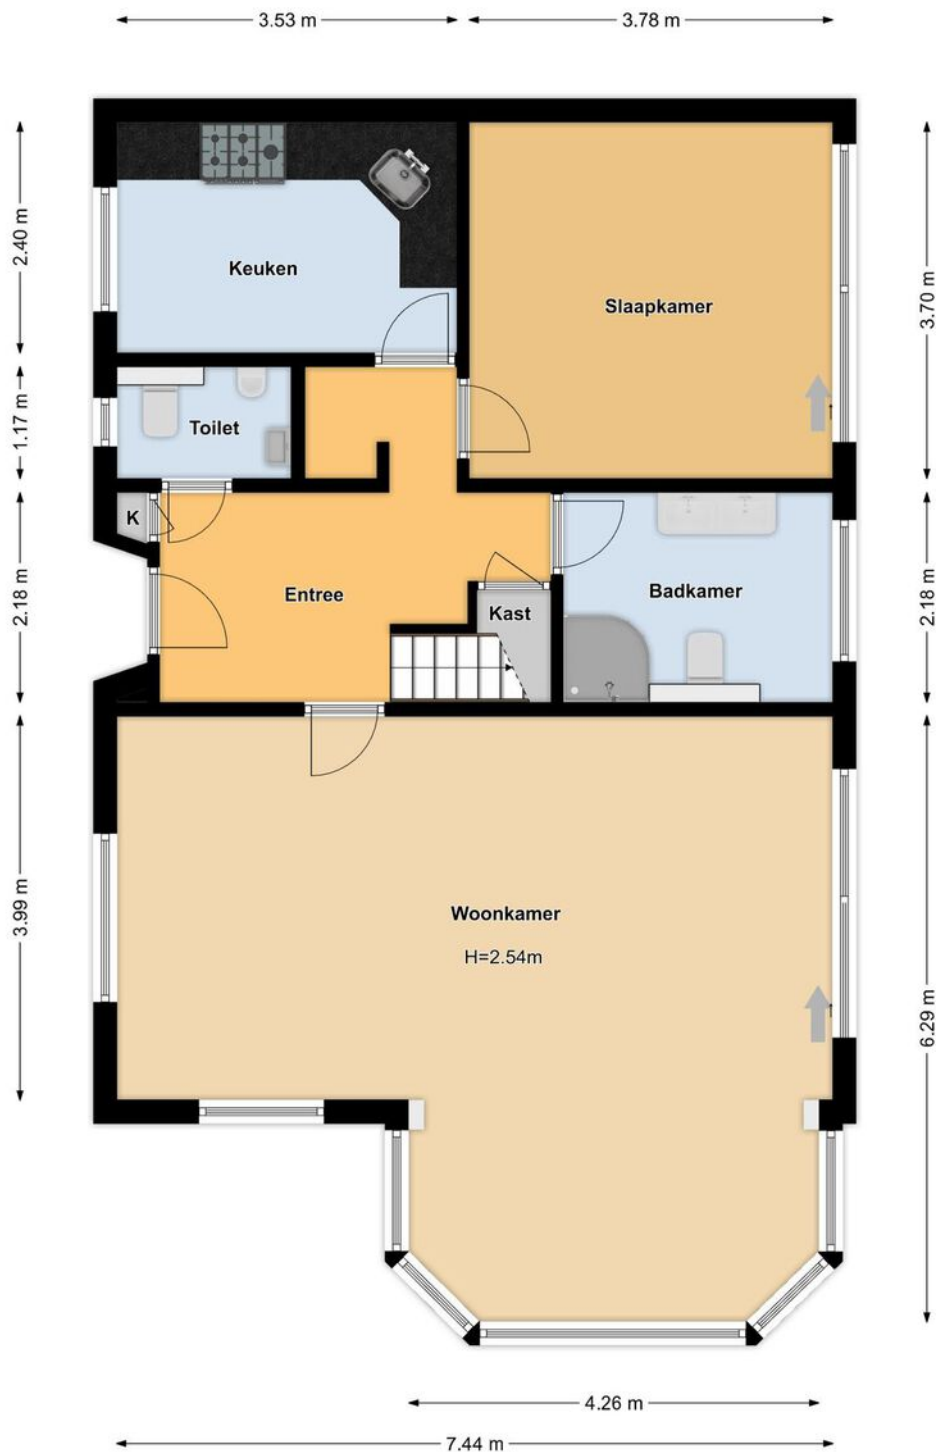 3.53 m
3.78 m
2.40 m
Keuken
Slaapkamer
3.70 m
1.17 m
Toilet
K
2.18 m
Entree
Kast
Badkamer
2.18 m
3.99 m
Woonkamer
H=2.54m
6.29 m
4.26 m
7.44 m